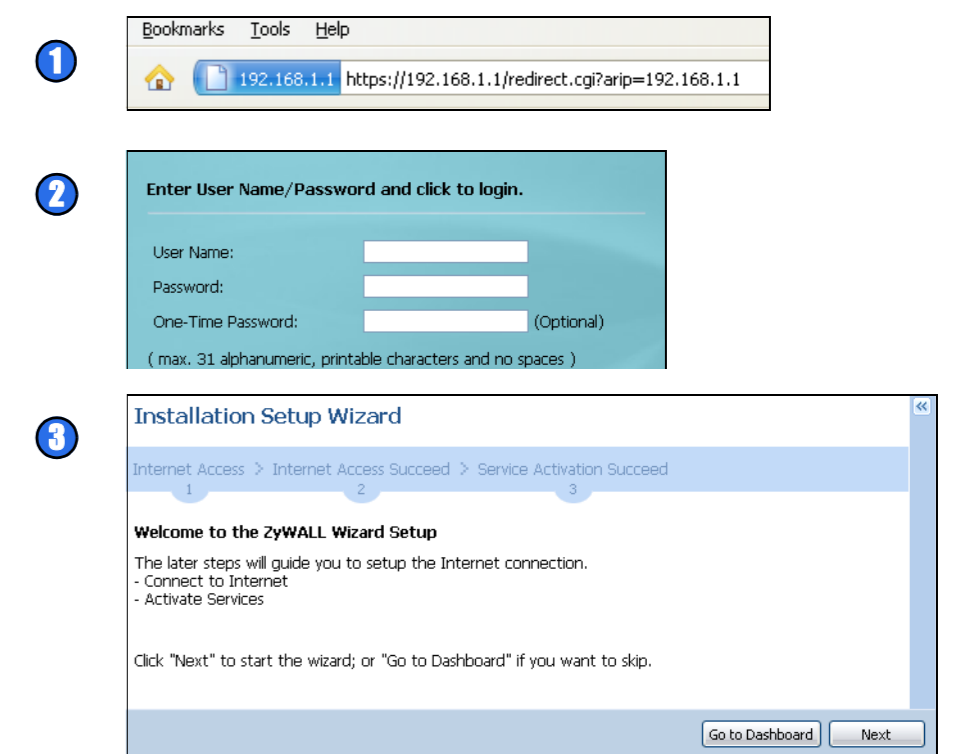 1
Bookmarks Tools Help
192.168.1.1 https://192.168.1.1/redirect.cgi?arip=192.168.1.1
2
Enter User Name/Password and click to login.
User Name:
Password:
One-Time Password: (Optional)
( max. 31 alphanumeric, printable characters and no spaces )
3
Installation Setup Wizard
Internet Access > Internet Access Succeed > Service Activation Succeed
1 2 3
Welcome to the ZyWALL Wizard Setup
The later steps will guide you to setup the Internet connection.
- Connect to Internet
- Activate Services
Click "Next" to start the wizard; or "Go to Dashboard" if you want to skip.
Go to Dashboard Next